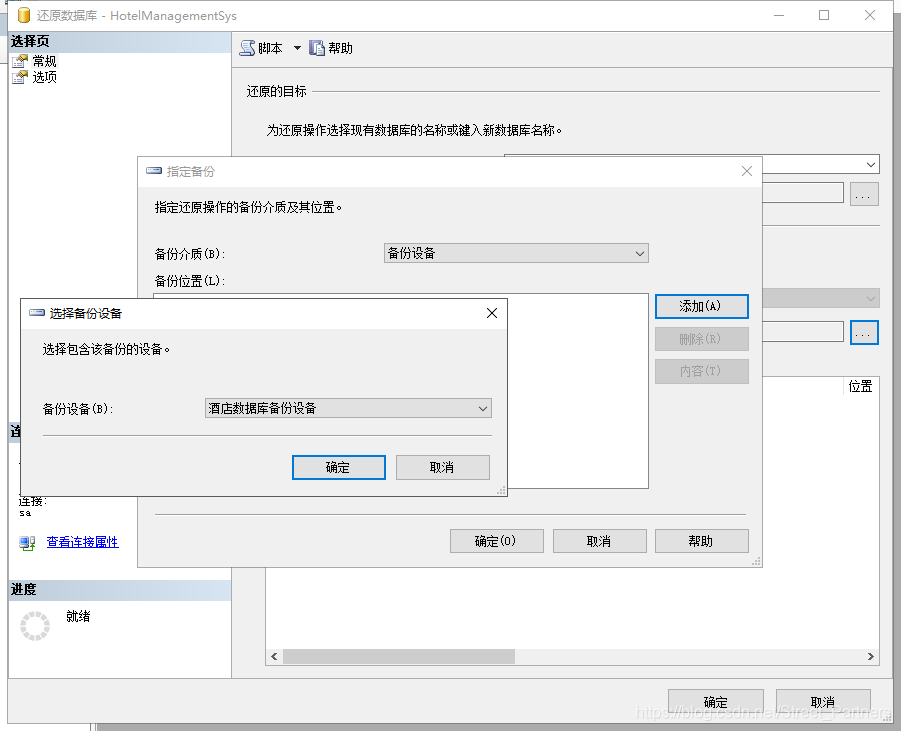 还原数据库 - HotelManagementSys
选择页
常规
选项
脚本 帮助
还原的目标
为还原操作选择现有数据库的名称或键入新数据库名称。
指定备份
指定还原操作的备份介质及其位置。
备份介质(B): 备份设备
备份位置(L):
添加(A)
删除(R)
内容(T)
...
...
位置
选择备份设备
选择包含该备份的设备。
备份设备(B): 酒店数据库备份设备
确定 取消
连接:
sa
查看连接属性
确定(O) 取消 帮助
进度
就绪
确定 取消
https://blog.csdn.net/Street_Partners